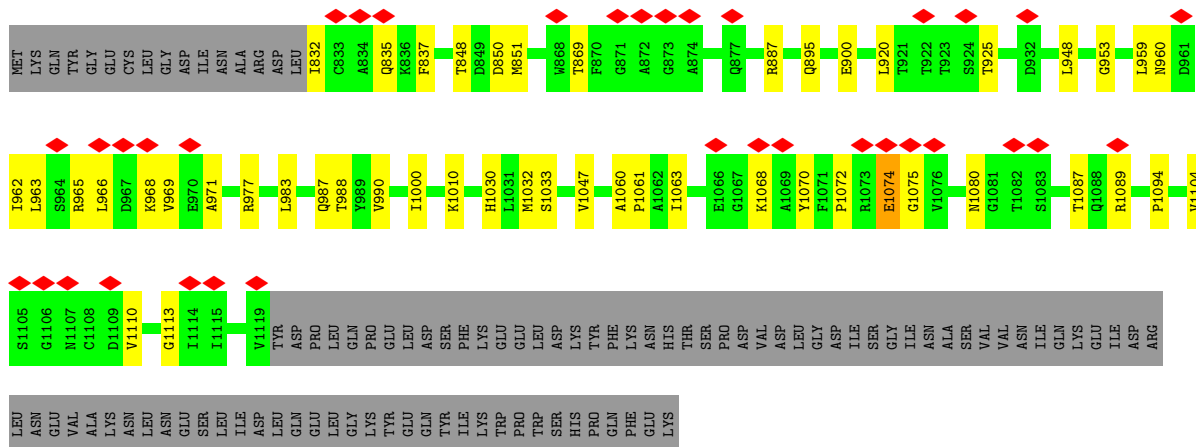 MET LYS GLN TYR GLY GLU CYS LEU GLY ASP ILE ASN ALA ARG ASP LEU I832 C833 A834 Q835 K836 F837 T848 D849 D850 M851 W868 T869 F870 G871 A872 G873 A874 Q877 R887 Q895 E900 L920 T921 T922 T923 S924 T925 D932 L948 G953 L959 N960 D961
I962 L963 S964 R965 L966 D967 K968 V969 E970 A971 R977 L983 Q987 T988 Y989 V990 I1000 K1010 H1030 L1031 M1032 S1033 V1047 A1060 P1061 A1062 I1063 E1066 G1067 K1068 A1069 Y1070 F1071 P1072 R1073 E1074 G1075 V1076 N1080 G1081 T1082 S1083 T1087 Q1088 R1089 P1094 V1104
S1105 G1106 N1107 C1108 D1109 V1110 G1113 I1114 I1115 V1119 TYR ASP PRO LEU GLN PRO GLU LEU ASP SER PHE LYS GLU GLU LEU ASP LYS TYR PHE LYS ASN HIS THR SER PRO ASP VAL ASP LEU GLY ASP ILE SER GLY ILE ASN ALA SER VAL VAL ASN ILE GLN LYS GLU ILE ASP ARG
LEU ASN GLU VAL ALA LYS ASN LEU ASN GLU SER LEU ILE ASP LEU GLN GLU LEU GLY LYS TYR GLU GLN TYR ILE LYS TRP PRO TRP SER HIS PRO GLN PHE GLU LYS